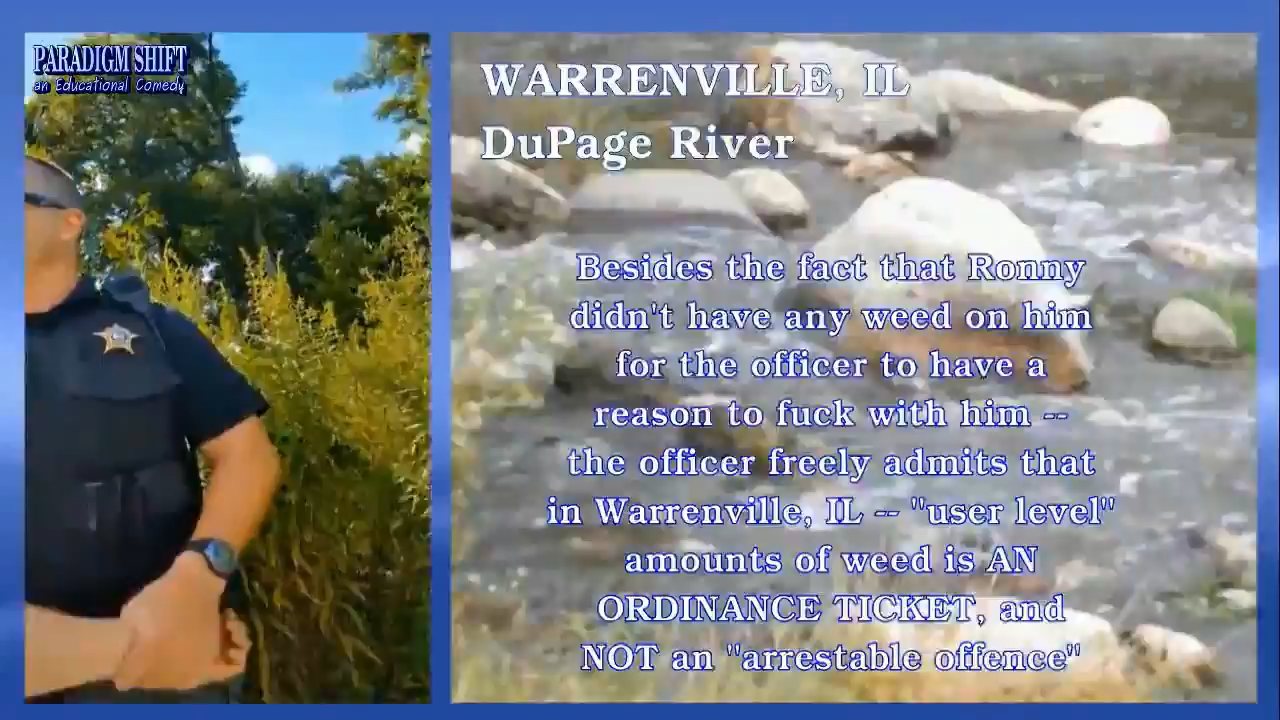 PARADIGM SHIFT
an Educational Comedy
WARRENVILLE, IL
DuPage River
Besides the fact that Ronny
didn't have any weed on him
for the officer to have a
reason to fuck with him --
the officer freely admits that
in Warrenville, IL -- "user level"
amounts of weed is AN
ORDINANCE TICKET, and
NOT an "arrestable offence"